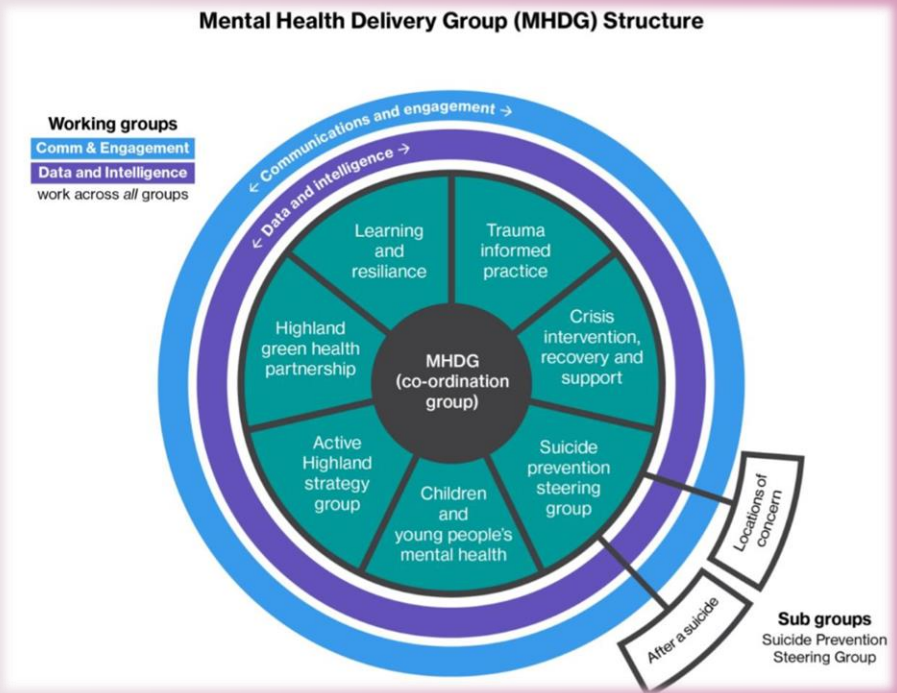 Mental Health Delivery Group (MHDG) Structure
Working groups
Comm & Engagement
Data and Intelligence
work across all groups
← Communications and engagement →
← Data and intelligence →
Learning
and
resiliance
Trauma
informed
practice
Crisis
intervention,
recovery and
support
Suicide
prevention
steering
group
Children
and
young people's
mental health
Active
Highland
strategy
group
Highland
green health
partnership
MHDG
(co-ordination
group)
Locations of
concern
After a suicide
Sub groups
Suicide Prevention
Steering Group